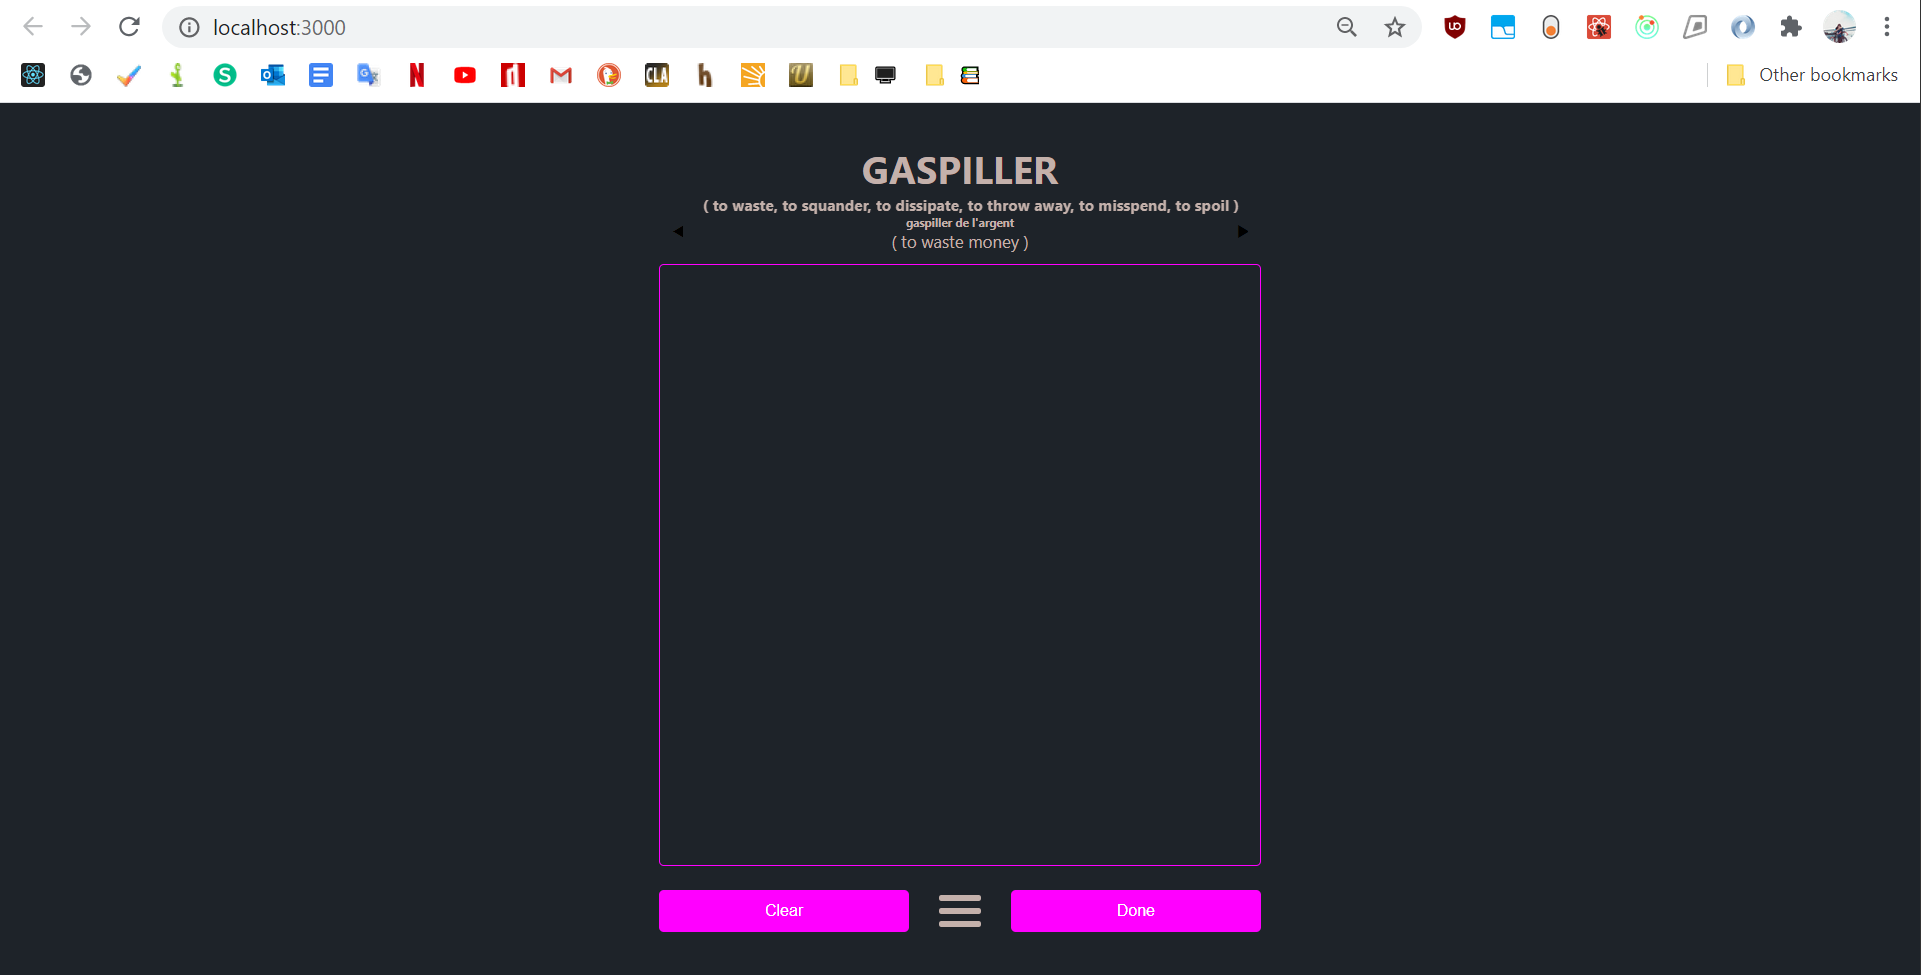 localhost:3000
Other bookmarks
GASPILLER
( to waste, to squander, to dissipate, to throw away, to misspend, to spoil )
gaspiller de l'argent
( to waste money )
Clear
Done